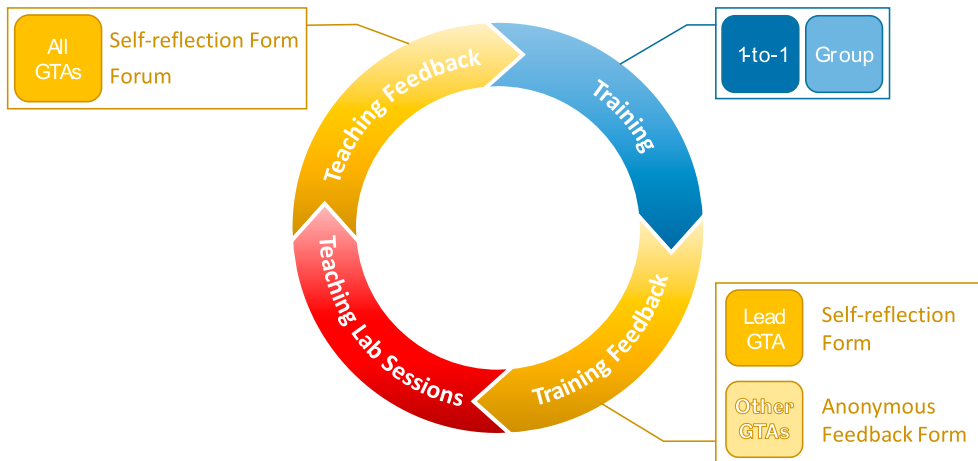 All
GTAs
Self-reflection Form
Forum
Teaching Feedback
Training
1-to-1
Group
Teaching Lab Sessions
Training Feedback
Lead
GTA
Self-reflection
Form
Other
GTAs
Anonymous
Feedback Form